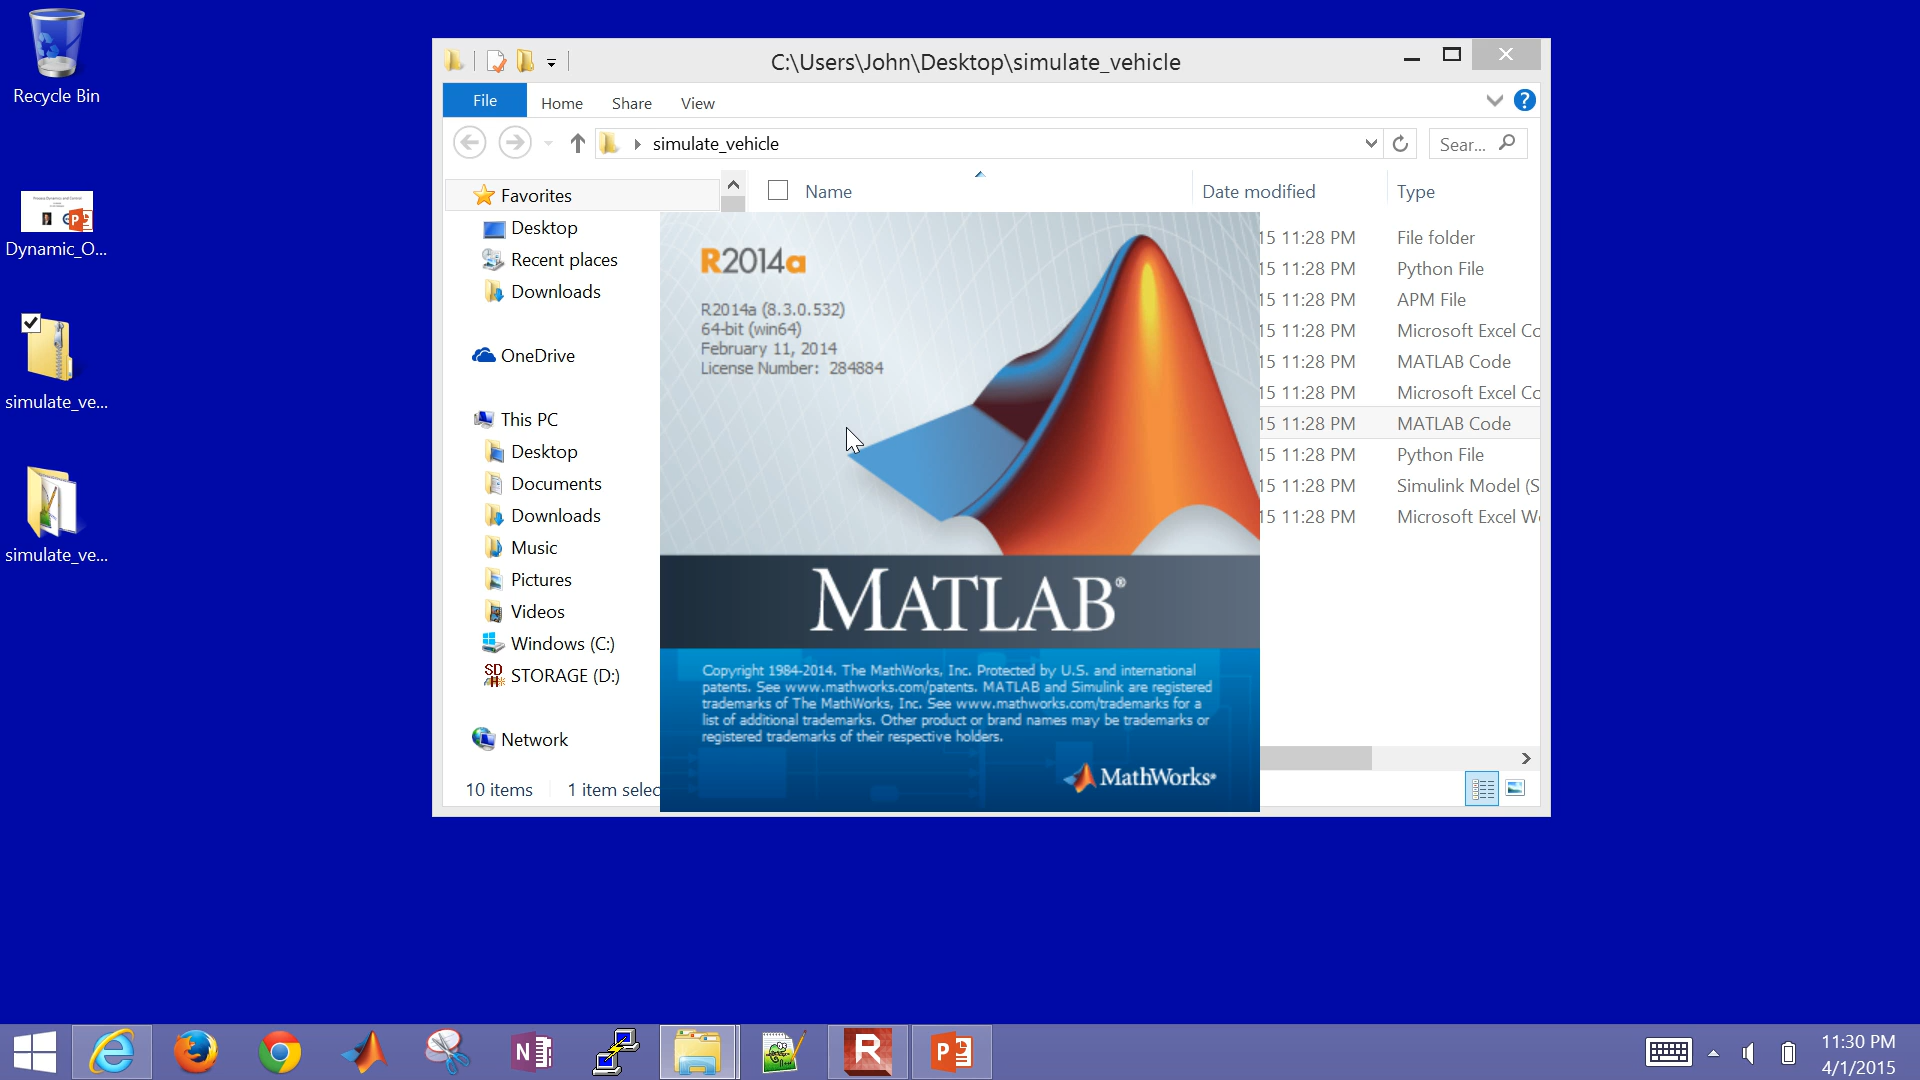 Recycle Bin
Dynamic_O...
simulate_ve...
simulate_ve...
C:\Users\John\Desktop\simulate_vehicle
File
Home
Share
View
simulate_vehicle
Sear...
Favorites
Desktop
Recent places
Downloads
OneDrive
This PC
Desktop
Documents
Downloads
Music
Pictures
Videos
Windows (C:)
STORAGE (D:)
Network
10 items
1 item selec
Name
Date modified
Type
15 11:28 PM File folder
15 11:28 PM Python File
15 11:28 PM APM File
15 11:28 PM Microsoft Excel Co
15 11:28 PM MATLAB Code
15 11:28 PM Microsoft Excel Co
15 11:28 PM MATLAB Code
15 11:28 PM Python File
15 11:28 PM Simulink Model (S
15 11:28 PM Microsoft Excel W
R2014a
R2014a (8.3.0.532)
64-bit (win64)
February 11, 2014
License Number: 284884
MATLAB®
Copyright 1984-2014. The MathWorks, Inc. Protected by U.S. and international
patents. See www.mathworks.com/patents. MATLAB and Simulink are registered
trademarks of The MathWorks, Inc. See www.mathworks.com/trademarks for a
list of additional trademarks. Other product or brand names may be trademarks or
registered trademarks of their respective holders.
MathWorks®
11:30 PM
4/1/2015